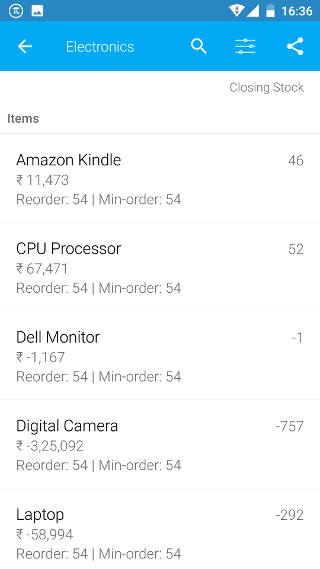 16:36
Electronics
Closing Stock
Items
Amazon Kindle 46
₹ 11,473
Reorder: 54 | Min-order: 54
CPU Processor 52
₹ 67,471
Reorder: 54 | Min-order: 54
Dell Monitor -1
₹ -1,167
Reorder: 54 | Min-order: 54
Digital Camera -757
₹ -3,25,092
Reorder: 54 | Min-order: 54
Laptop -292
₹ -58,994
Reorder: 54 | Min-order: 54